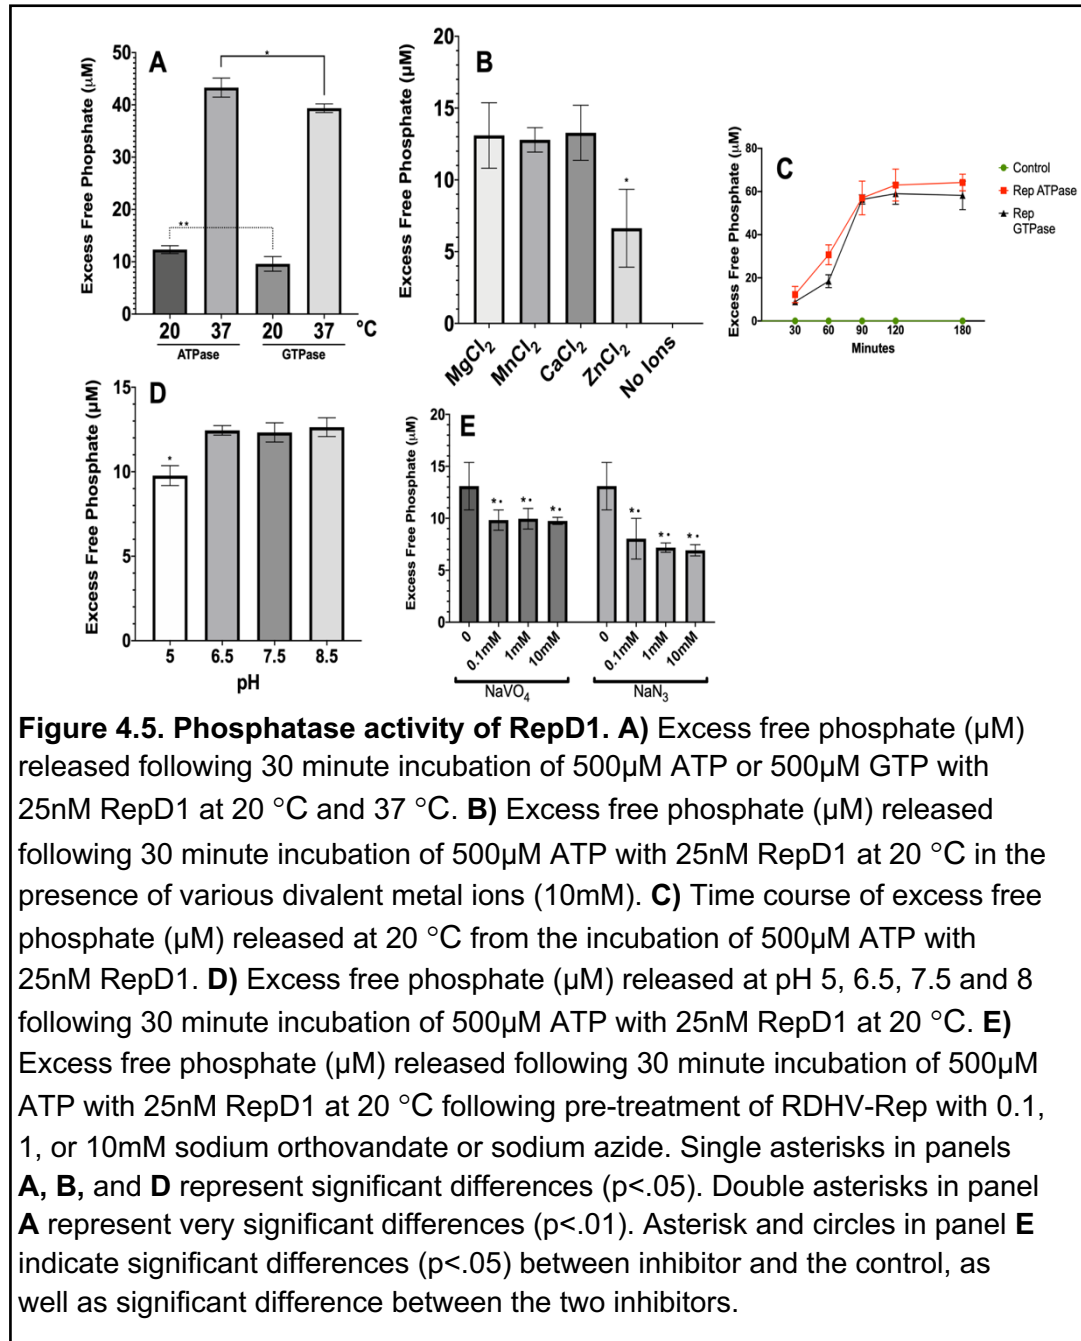 A
Excess Free Phopshate (μM)
50
40
30
20
10
0
*
**
20 37 20 37 °C
ATPase GTPase
B
Excess Free Phosphate (μM)
20
15
10
5
0
*
MgCl2 MnCl2 CaCl2 ZnCl2 No Ions
C
Excess Free Phosphate (μM)
80
60
40
20
0
30 60 90 120 180
Minutes
Control
Rep ATPase
Rep
GTPase
D
Excess Free Phosphate (μM)
15
10
5
0
*
5 6.5 7.5 8.5
pH
E
Excess Free Phosphate (μM)
20
15
10
5
0
*• *• *• *• *• *•
0 0.1mM 1mM 10mM 0 0.1mM 1mM 10mM
NaVO4 NaN3
Figure 4.5. Phosphatase activity of RepD1. A) Excess free phosphate (μM)
released following 30 minute incubation of 500μM ATP or 500μM GTP with
25nM RepD1 at 20 °C and 37 °C. B) Excess free phosphate (μM) released
following 30 minute incubation of 500μM ATP with 25nM RepD1 at 20 °C in the
presence of various divalent metal ions (10mM). C) Time course of excess free
phosphate (μM) released at 20 °C from the incubation of 500μM ATP with
25nM RepD1. D) Excess free phosphate (μM) released at pH 5, 6.5, 7.5 and 8
following 30 minute incubation of 500μM ATP with 25nM RepD1 at 20 °C. E)
Excess free phosphate (μM) released following 30 minute incubation of 500μM
ATP with 25nM RepD1 at 20 °C following pre-treatment of RDHV-Rep with 0.1,
1, or 10mM sodium orthovandate or sodium azide. Single asterisks in panels
A, B, and D represent significant differences (p<.05). Double asterisks in panel
A represent very significant differences (p<.01). Asterisk and circles in panel E
indicate significant differences (p<.05) between inhibitor and the control, as
well as significant difference between the two inhibitors.